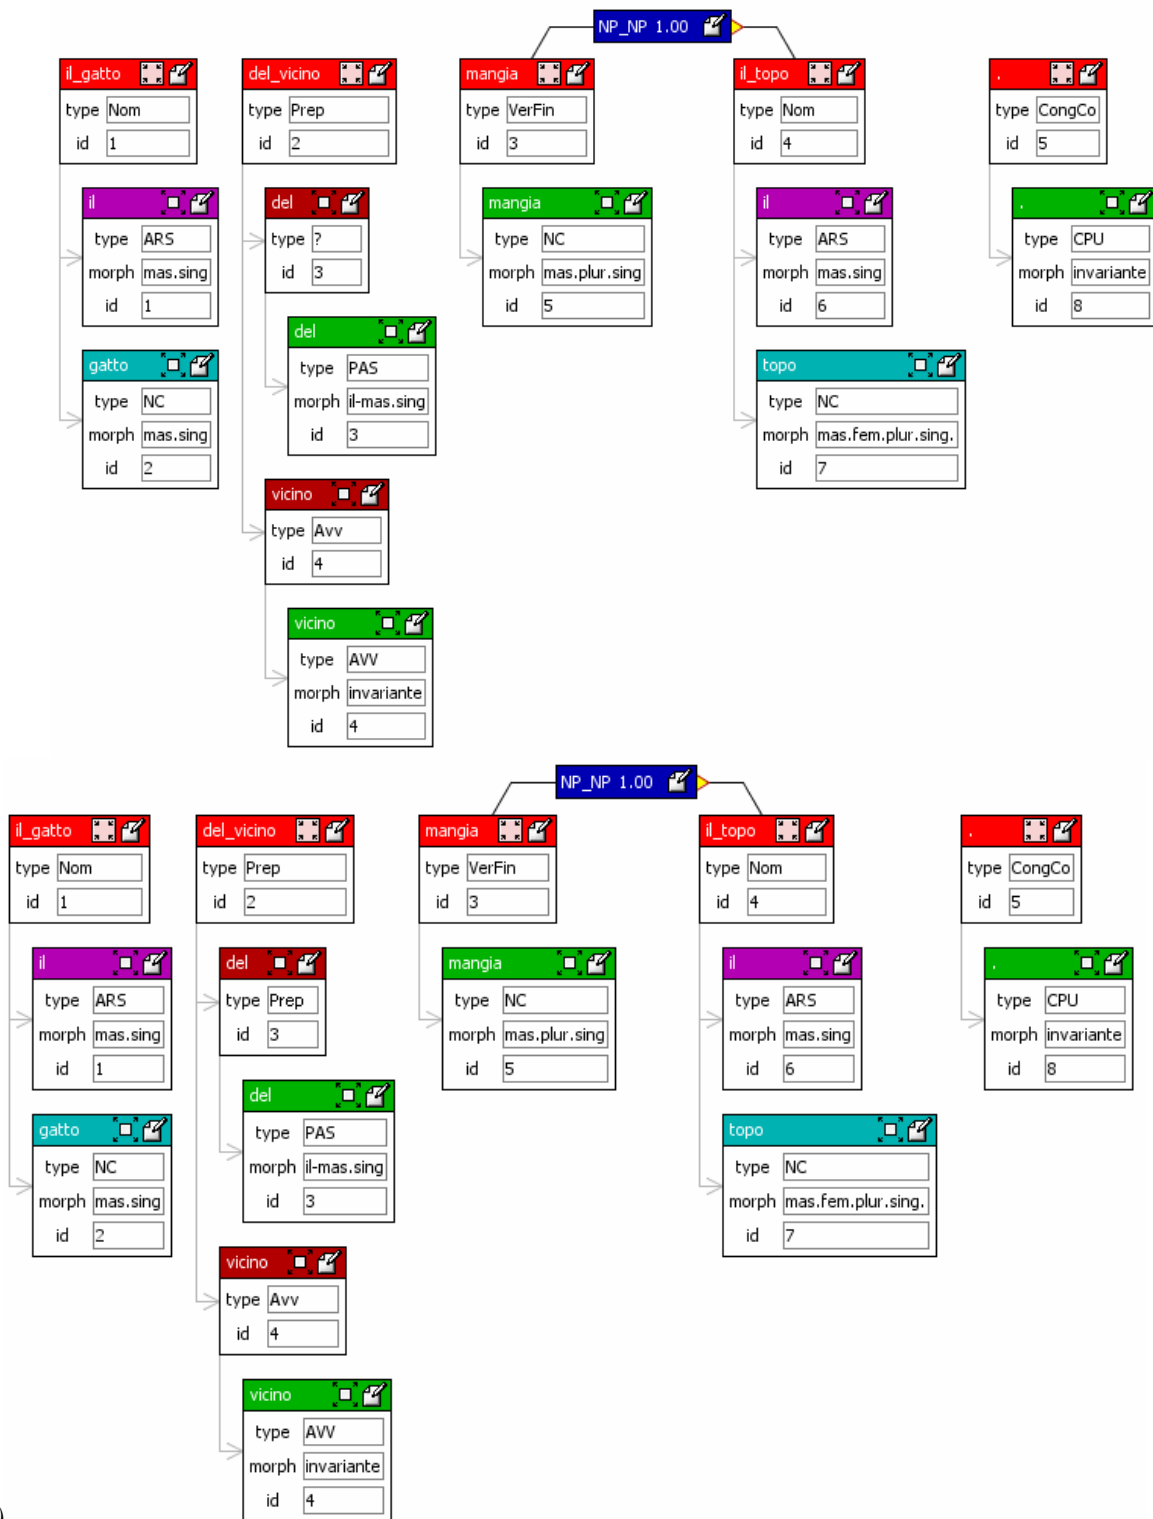 NP_NP 1.00
il_gatto
type Nom
id 1
il
type ARS
morph mas.sing
id 1
gatto
type NC
morph mas.sing
id 2
del_vicino
type Prep
id 2
del
type ?
id 3
del
type PAS
morph il-mas.sing
id 3
vicino
type Avv
id 4
vicino
type AVV
morph invariante
id 4
mangia
type VerFin
id 3
mangia
type NC
morph mas.plur.sing
id 5
il_topo
type Nom
id 4
il
type ARS
morph mas.sing
id 6
topo
type NC
morph mas.fem.plur.sing.
id 7
.
type CongCo
id 5
.
type CPU
morph invariante
id 8
NP_NP 1.00
il_gatto
type Nom
id 1
il
type ARS
morph mas.sing
id 1
gatto
type NC
morph mas.sing
id 2
del_vicino
type Prep
id 2
del
type Prep
id 3
del
type PAS
morph il-mas.sing
id 3
vicino
type Avv
id 4
vicino
type AVV
morph invariante
id 4
mangia
type VerFin
id 3
mangia
type NC
morph mas.plur.sing
id 5
il_topo
type Nom
id 4
il
type ARS
morph mas.sing
id 6
topo
type NC
morph mas.fem.plur.sing.
id 7
.
type CongCo
id 5
.
type CPU
morph invariante
id 8
)